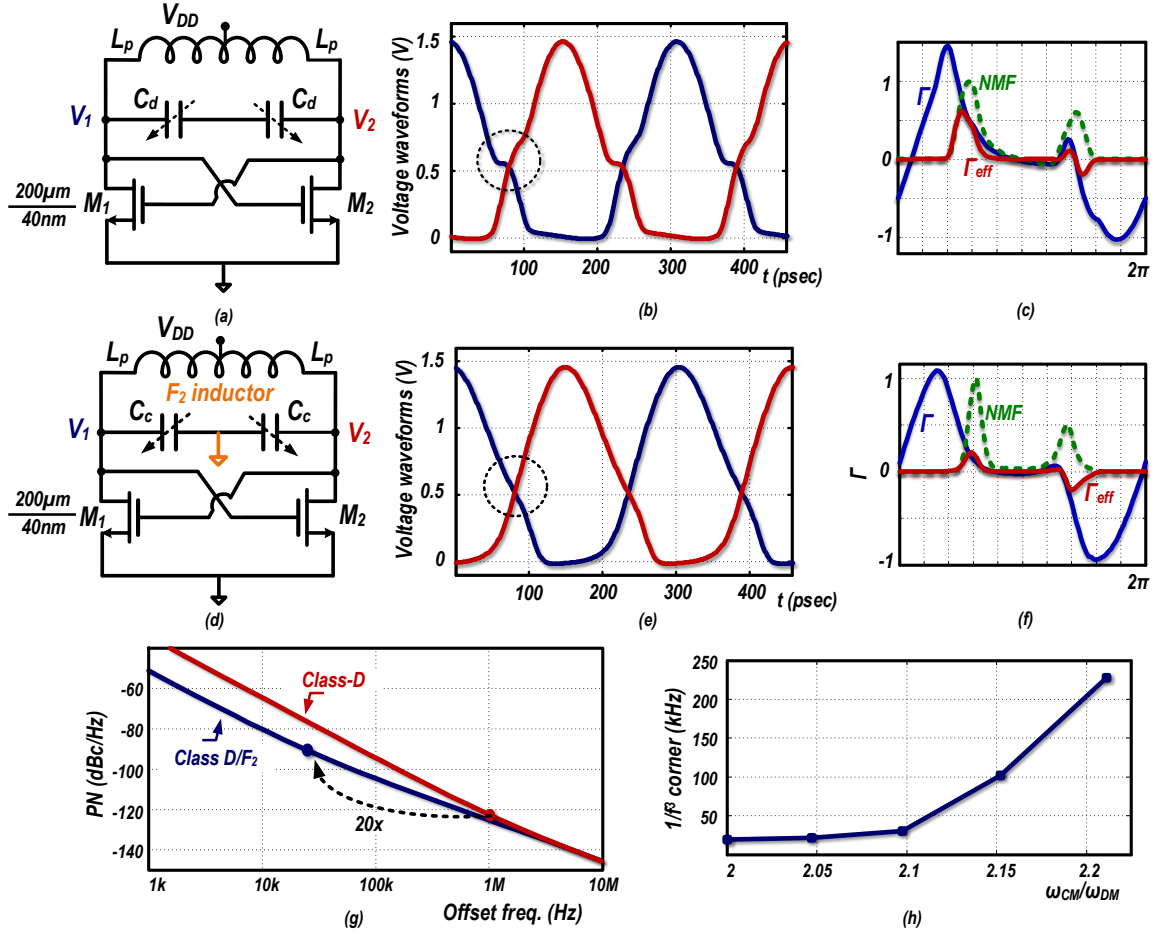 V_DD
L_p L_p
C_d C_d
V_1 V_2
200µm
40nm
M_1 M_2
(a)
Voltage waveforms (V)
1.5
1
0.5
0
100 200 300 400
t (psec)
(b)
1
0
-1
Γ
NMF
Γ_eff
2π
(c)
V_DD
L_p L_p
F_2 inductor
C_c C_c
V_1 V_2
200µm
40nm
M_1 M_2
(d)
Voltage waveforms (V)
1.5
1
0.5
0
100 200 300 400
t (psec)
(e)
Γ
1
0
-1
Γ
NMF
Γ_eff
2π
(f)
PN (dBc/Hz)
-60
-80
-100
-120
-140
Class-D
Class D/F_2
20x
1k 10k 100k 1M 10M
Offset freq. (Hz)
(g)
1/f³ corner (kHz)
250
200
150
100
50
2 2.05 2.1 2.15 2.2
ω_CM/ω_DM
(h)